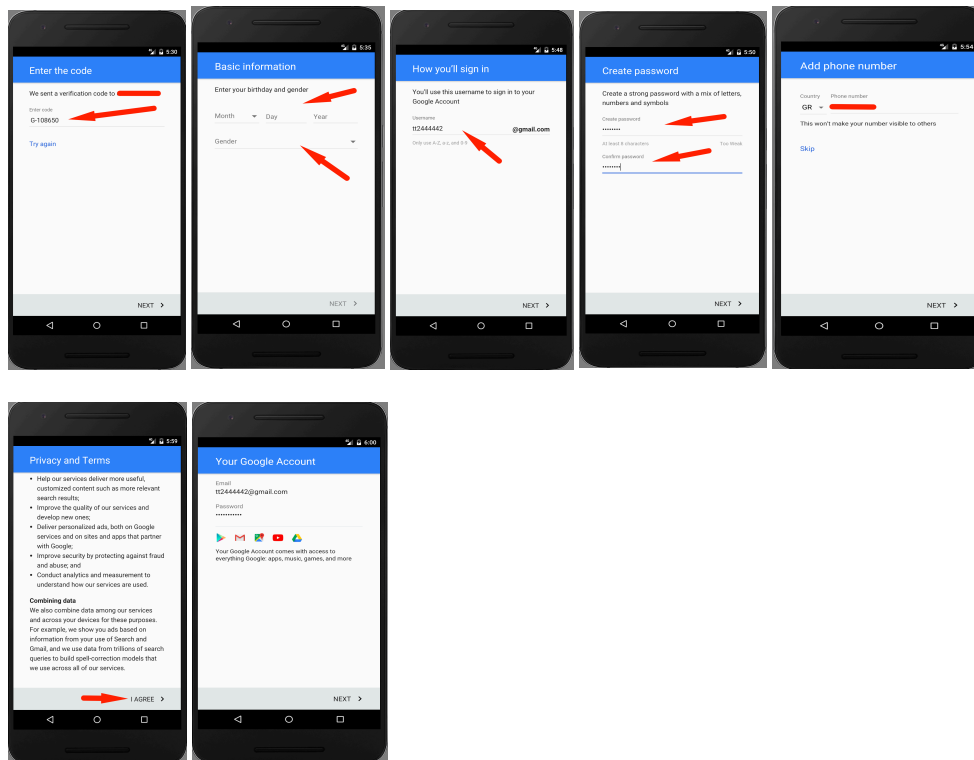 5:30
Enter the code
We sent a verification code to
Enter code
G-108650
Try again
NEXT >
5:35
Basic information
Enter your birthday and gender
Month Day Year
Gender
NEXT >
5:48
How you'll sign in
You'll use this username to sign in to your
Google Account
Username
tt2444442 @gmail.com
Only use A-Z, a-z, and 0-9
NEXT >
5:50
Create password
Create a strong password with a mix of letters,
numbers and symbols
Create password
••••••••
At least 8 characters Too Weak
Confirm password
••••••••
NEXT >
5:54
Add phone number
Country Phone number
GR
This won't make your number visible to others
Skip
NEXT >
5:59
Privacy and Terms
• Help our services deliver more useful,
customized content such as more relevant
search results;
• Improve the quality of our services and
develop new ones;
• Deliver personalized ads, both on Google
services and on sites and apps that partner
with Google;
• Improve security by protecting against fraud
and abuse; and
• Conduct analytics and measurement to
understand how our services are used.
Combining data
We also combine data among our services
and across your devices for these purposes.
For example, we show you ads based on
information from your use of Search and
Gmail, and we use data from trillions of search
queries to build spell-correction models that
we use across all of our services.
I AGREE >
6:00
Your Google Account
Email
tt2444442@gmail.com
Password
•••••••••••
Your Google Account comes with access to
everything Google: apps, music, games, and more
NEXT >